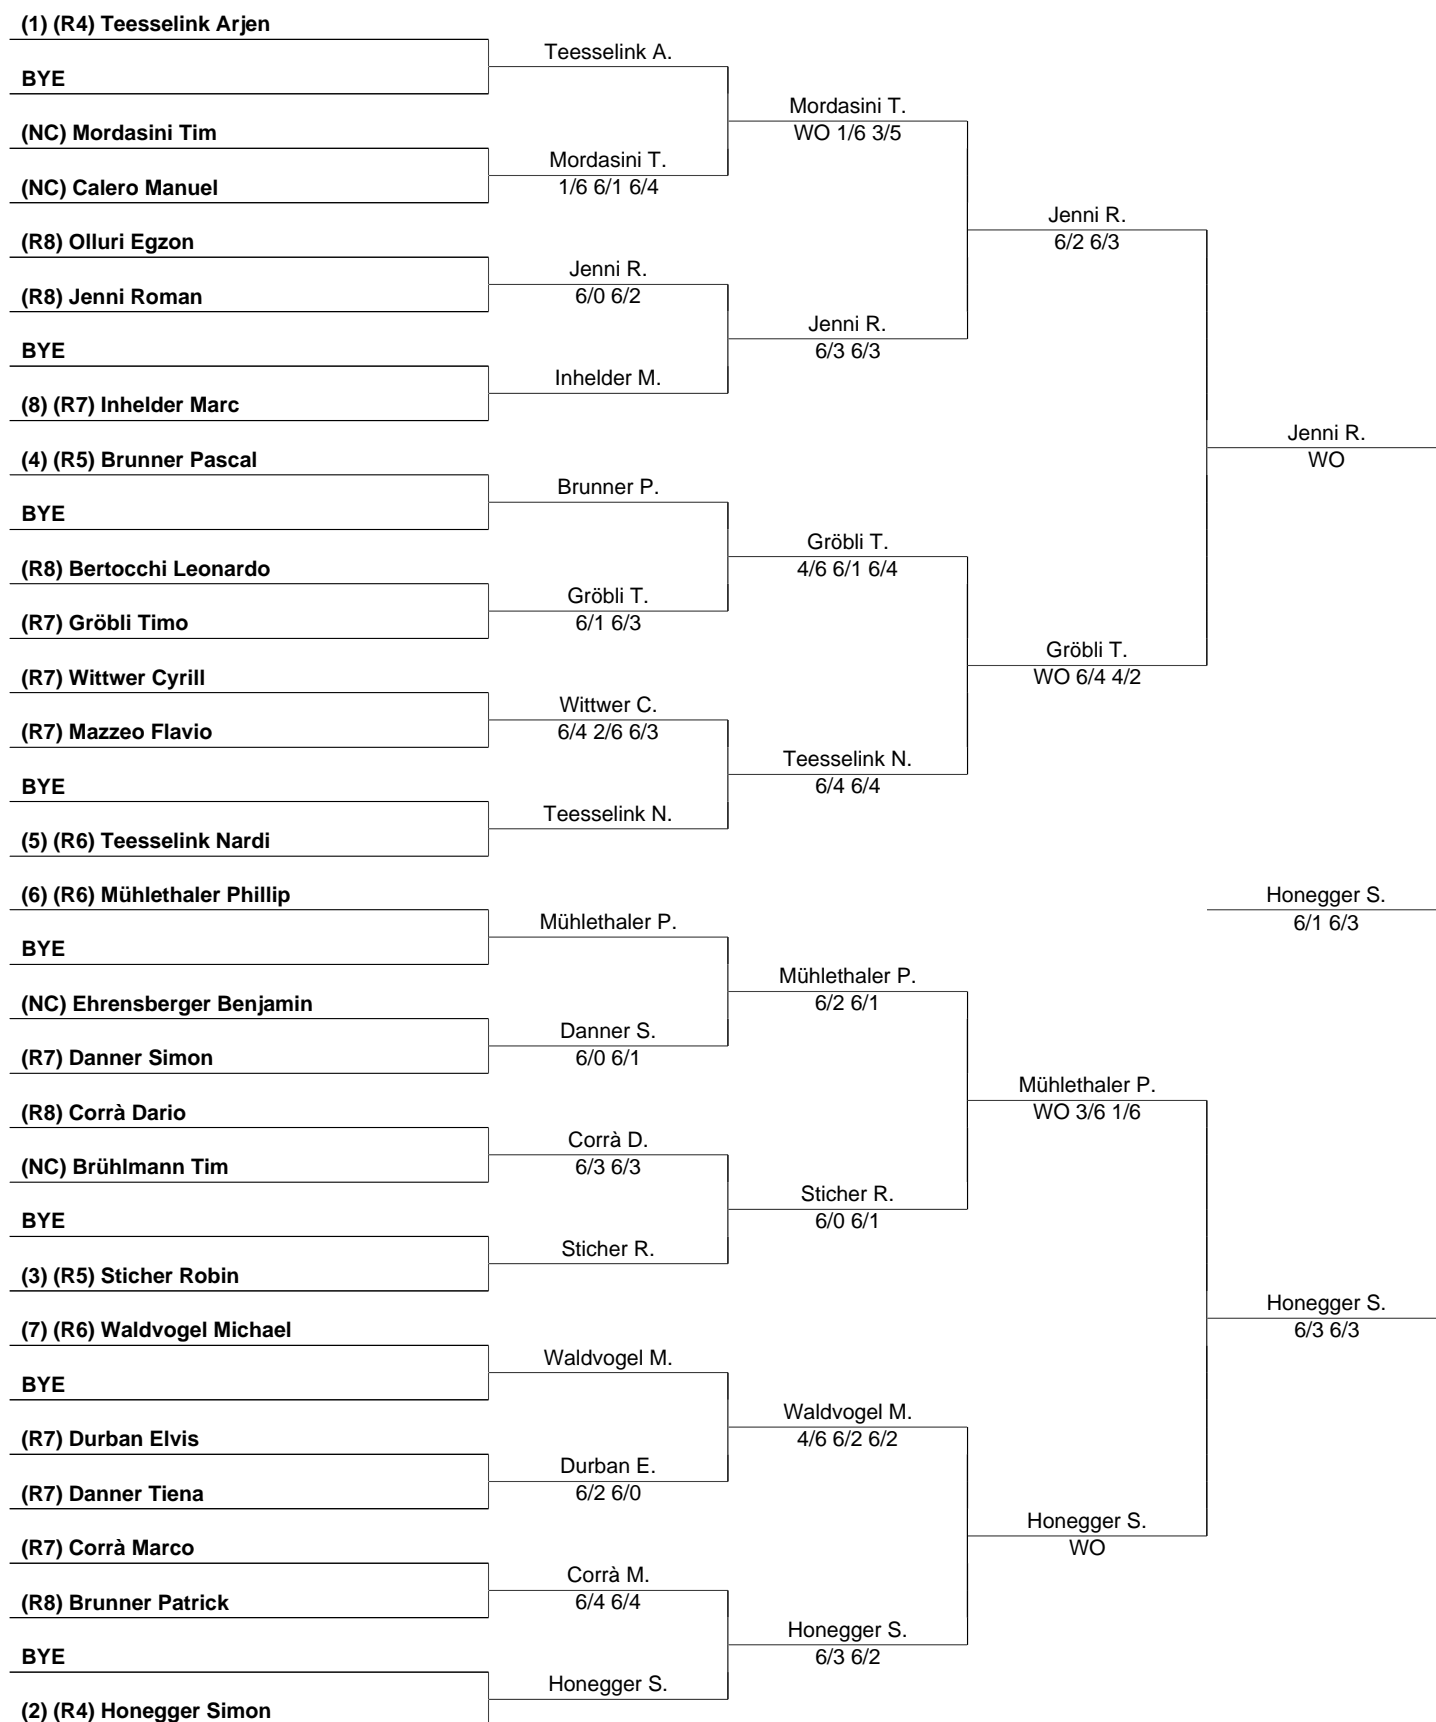 (1) (R4) Teesselink Arjen
BYE
(NC) Mordasini Tim
(NC) Calero Manuel
(R8) Olluri Egzon
(R8) Jenni Roman
BYE
(8) (R7) Inhelder Marc
(4) (R5) Brunner Pascal
BYE
(R8) Bertocchi Leonardo
(R7) Gröbli Timo
(R7) Wittwer Cyrill
(R7) Mazzeo Flavio
BYE
(5) (R6) Teesselink Nardi
(6) (R6) Mühlethaler Phillip
BYE
(NC) Ehrensberger Benjamin
(R7) Danner Simon
(R8) Corrà Dario
(NC) Brühlmann Tim
BYE
(3) (R5) Sticher Robin
(7) (R6) Waldvogel Michael
BYE
(R7) Durban Elvis
(R7) Danner Tiena
(R7) Corrà Marco
(R8) Brunner Patrick
BYE
(2) (R4) Honegger Simon
Teesselink A.
Mordasini T.
1/6 6/1 6/4
Jenni R.
6/0 6/2
Inhelder M.
Brunner P.
Gröbli T.
6/1 6/3
Wittwer C.
6/4 2/6 6/3
Teesselink N.
Mühlethaler P.
Danner S.
6/0 6/1
Corrà D.
6/3 6/3
Sticher R.
Waldvogel M.
Durban E.
6/2 6/0
Corrà M.
6/4 6/4
Honegger S.
Mordasini T.
WO 1/6 3/5
Jenni R.
6/3 6/3
Gröbli T.
4/6 6/1 6/4
Teesselink N.
6/4 6/4
Mühlethaler P.
6/2 6/1
Sticher R.
6/0 6/1
Waldvogel M.
4/6 6/2 6/2
Honegger S.
6/3 6/2
Jenni R.
6/2 6/3
Gröbli T.
WO 6/4 4/2
Mühlethaler P.
WO 3/6 1/6
Honegger S.
WO
Jenni R.
WO
Honegger S.
6/1 6/3
Honegger S.
6/3 6/3